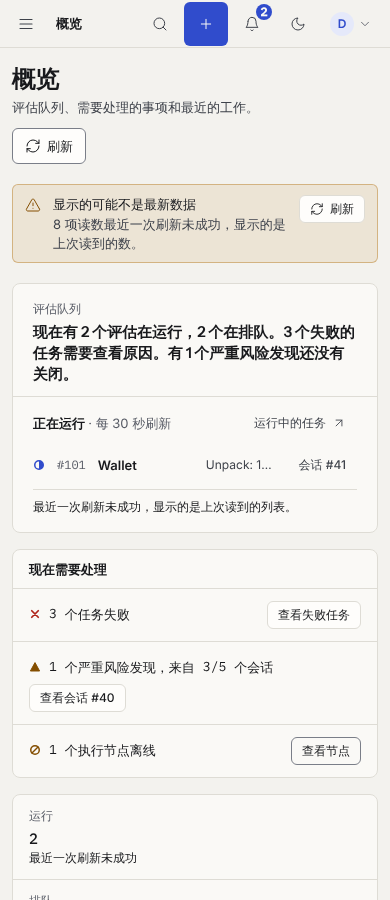 概览
2
D
概览
评估队列、需要处理的事项和最近的工作。
刷新
显示的可能不是最新数据
8 项读数最近一次刷新未成功，显示的是
上次读到的数。
刷新
评估队列
现在有 2 个评估在运行，2 个在排队。3 个失败的
任务需要查看原因。有 1 个严重风险发现还没有
关闭。
正在运行 · 每 30 秒刷新
运行中的任务
#101 Wallet Unpack: 1... 会话 #41
最近一次刷新未成功，显示的是上次读到的列表。
现在需要处理
3 个任务失败
查看失败任务
1 个严重风险发现，来自 3/5 个会话
查看会话 #40
1 个执行节点离线
查看节点
运行
2
最近一次刷新未成功